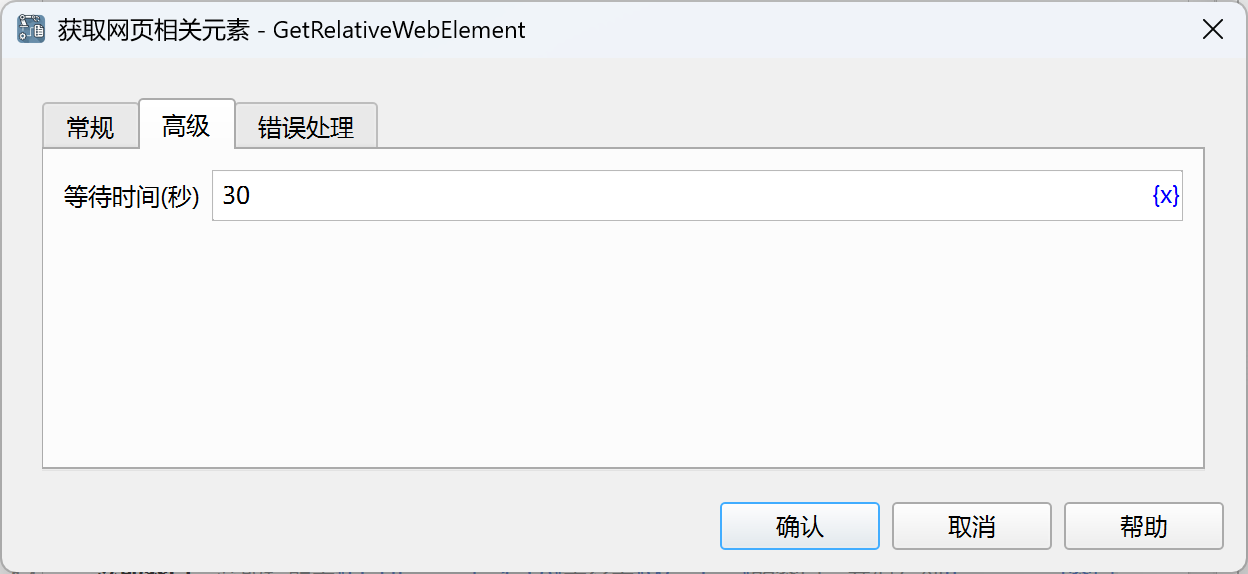 获取网页相关元素 - GetRelativeWebElement
常规 高级 错误处理
等待时间(秒) 30 {x}
确认 取消 帮助